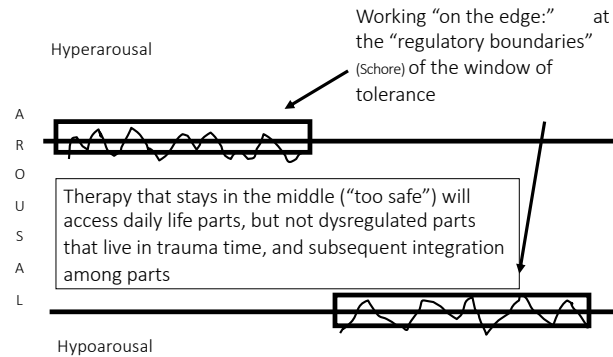 Working “on the edge:” at
the “regulatory boundaries”
(Schore) of the window of
tolerance
Hyperarousal
A
R
O
U
S
A
L
Therapy that stays in the middle (“too safe”) will
access daily life parts, but not dysregulated parts
that live in trauma time, and subsequent integration
among parts
Hypoarousal